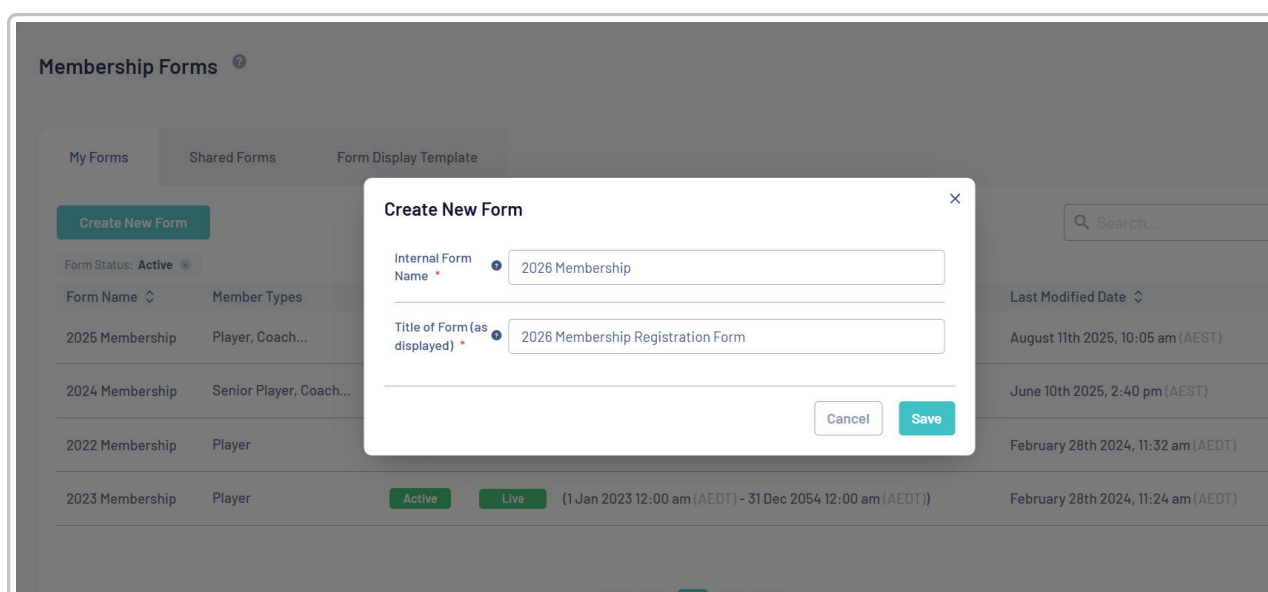 Membership Forms ?
My Forms Shared Forms Form Display Template
Create New Form
Search...
Form Status: Active
Form Name Member Types Last Modified Date
2025 Membership Player, Coach... August 11th 2025, 10:05 am (AEST)
2024 Membership Senior Player, Coach... June 10th 2025, 2:40 pm (AEST)
2022 Membership Player February 28th 2024, 11:32 am (AEDT)
2023 Membership Player Active Live (1 Jan 2023 12:00 am (AEDT) - 31 Dec 2054 12:00 am (AEDT)) February 28th 2024, 11:24 am (AEDT)
Create New Form
Internal Form
Name * ? 2026 Membership
Title of Form (as
displayed) * ? 2026 Membership Registration Form
Cancel Save